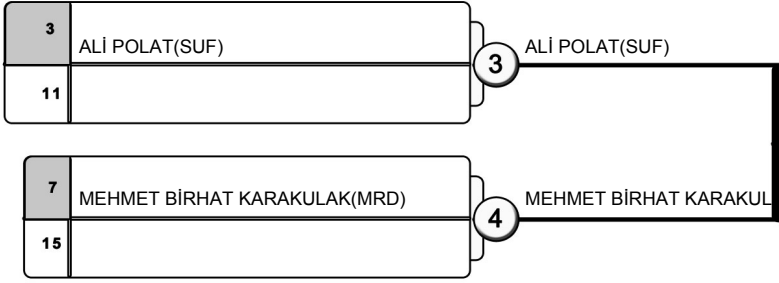 3
ALİ POLAT(SUF)
3
ALİ POLAT(SUF)
11
7
MEHMET BİRHAT KARAKULAK(MRD)
4
MEHMET BİRHAT KARAKUL
15